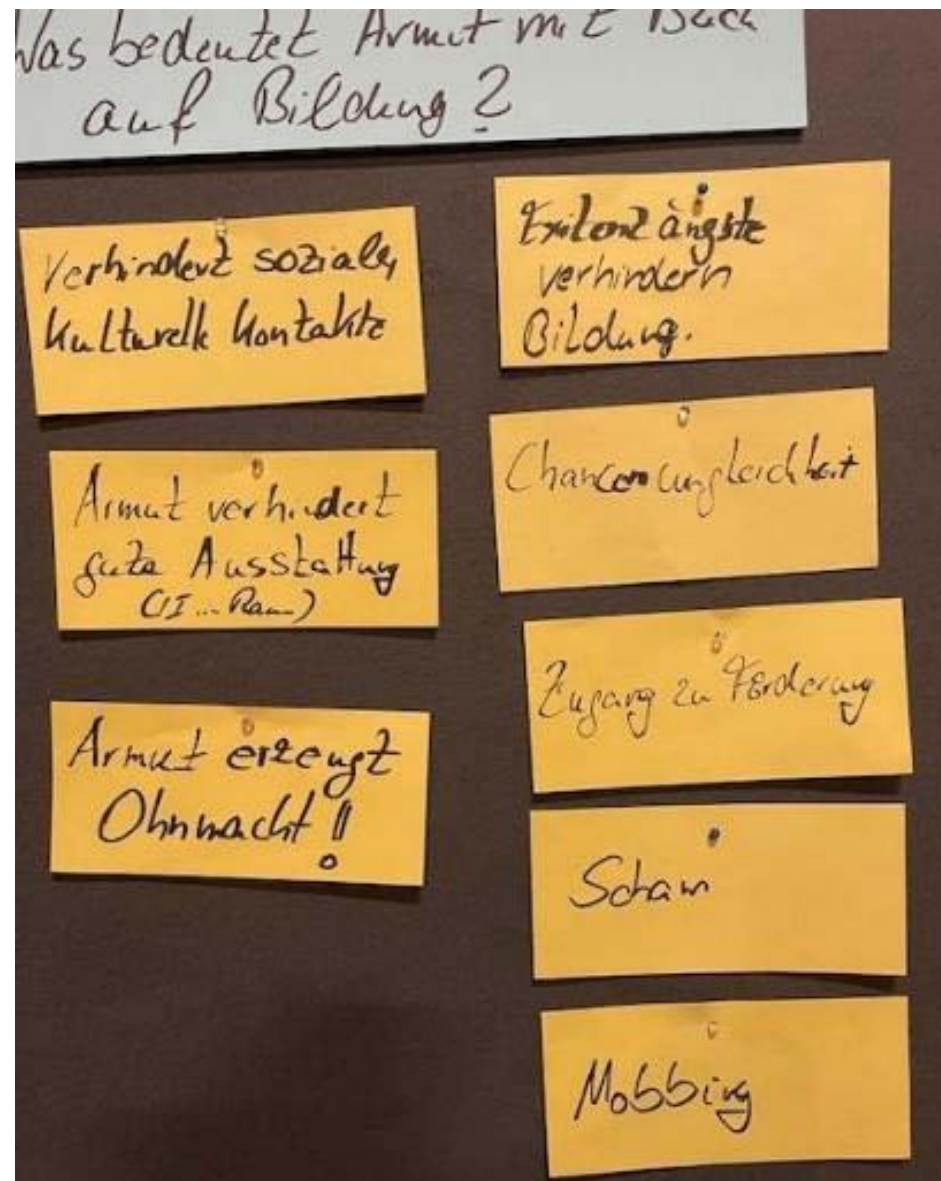 Was bedeutet Armut mit Blick
auf Bildung?
Verhindert soziale,
kulturelle Kontakte
Armut verhindert
gute Ausstattung
Armut erzeugt
Ohnmacht!!
Existenzängste
verhindern
Bildung.
Chancenungleichheit
Zugang zu Förderung
Scham
Mobbing